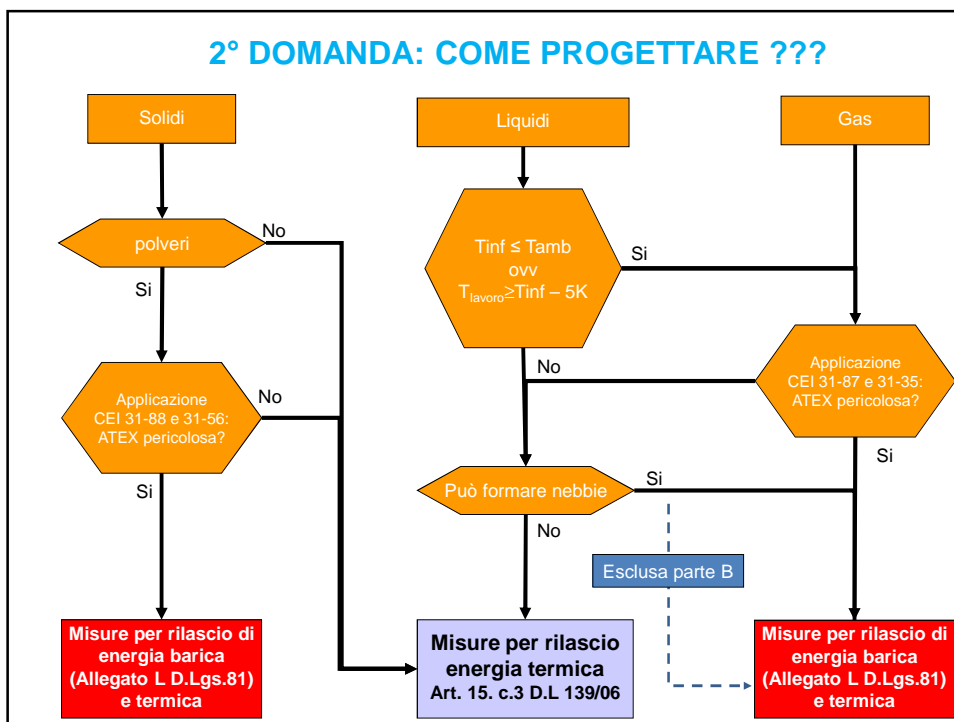 2° DOMANDA: COME PROGETTARE ???
Solidi
Liquidi
Gas
polveri
No
Si
Tinf ≤ Tamb
ovv
Tlavoro≥Tinf – 5K
Si
No
Applicazione
CEI 31-88 e 31-56:
ATEX pericolosa?
No
Si
Applicazione
CEI 31-87 e 31-35:
ATEX pericolosa?
Si
Può formare nebbie
Si
No
Esclusa parte B
Misure per rilascio di
energia barica
(Allegato L D.Lgs.81)
e termica
Misure per rilascio
energia termica
Art. 15. c.3 D.L 139/06
Misure per rilascio di
energia barica
(Allegato L D.Lgs.81)
e termica